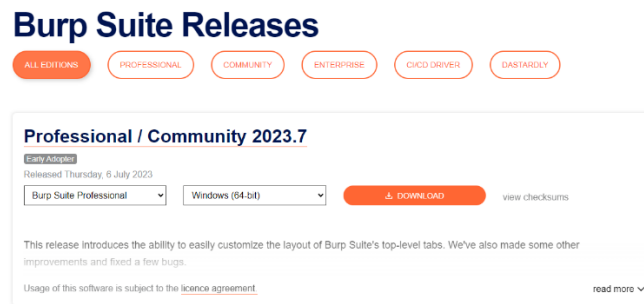 Burp Suite Releases
ALL EDITIONS PROFESSIONAL COMMUNITY ENTERPRISE CI/CD DRIVER DASTARDLY
Professional / Community 2023.7
Early Adopter
Released Thursday, 6 July 2023
Burp Suite Professional Windows (64-bit) DOWNLOAD view checksums
This release introduces the ability to easily customize the layout of Burp Suite's top-level tabs. We've also made some other
improvements and fixed a few bugs.
Usage of this software is subject to the licence agreement. read more